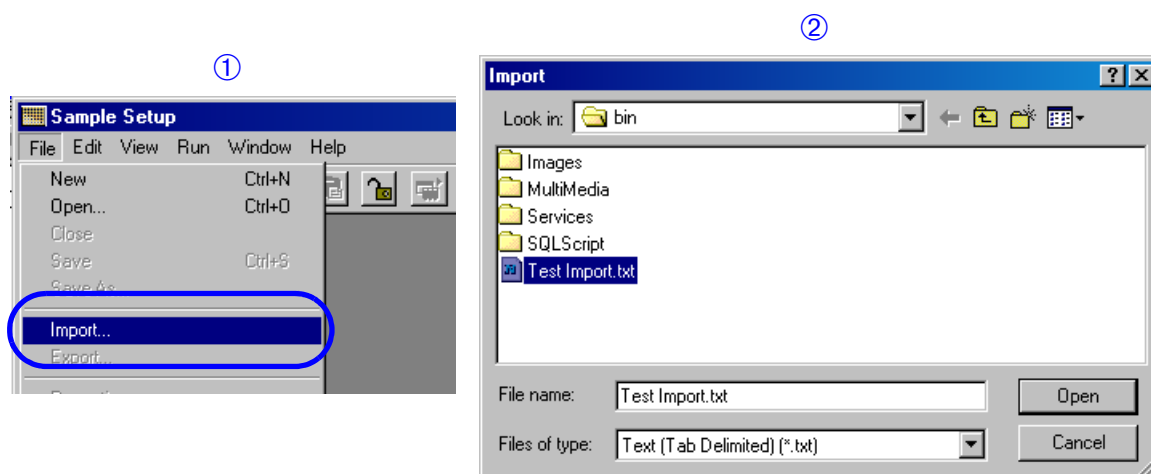 ①
Sample Setup
File Edit View Run Window Help
New Ctrl+N
Open... Ctrl+O
Close
Save Ctrl+S
Save As...
Import...
Export...
②
Import
Look in: bin
Images
MultiMedia
Services
SQLScript
Test Import.txt
File name: Test Import.txt Open
Files of type: Text (Tab Delimited) (*.txt) Cancel